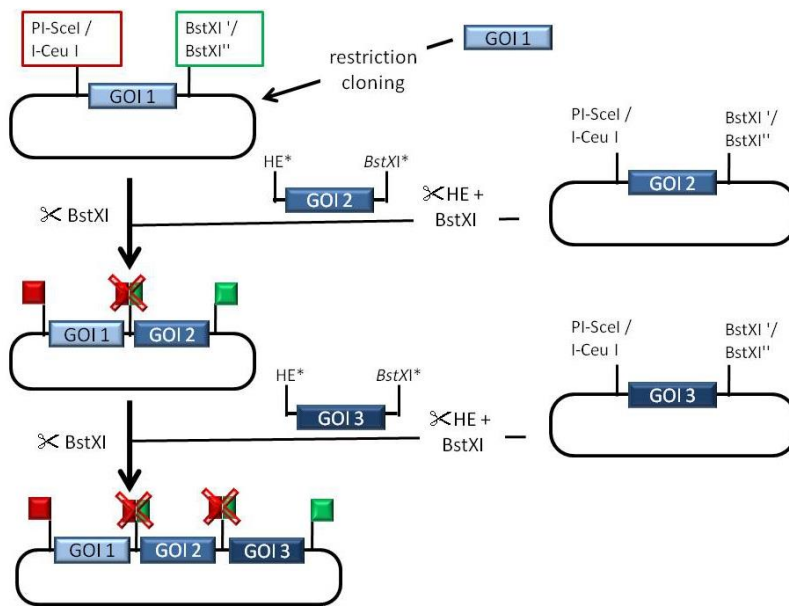 PI-SceI /
I-Ceu I
BstXI '/
BstXI''
GOI 1
restriction
cloning
GOI 1
✂ BstXI
HE*
BstXI*
GOI 2
✂HE +
BstXI
PI-SceI /
I-Ceu I
BstXI '/
BstXI''
GOI 2
GOI 1
GOI 2
✂ BstXI
HE*
BstXI*
GOI 3
✂HE +
BstXI
PI-SceI /
I-Ceu I
BstXI '/
BstXI''
GOI 3
GOI 1
GOI 2
GOI 3